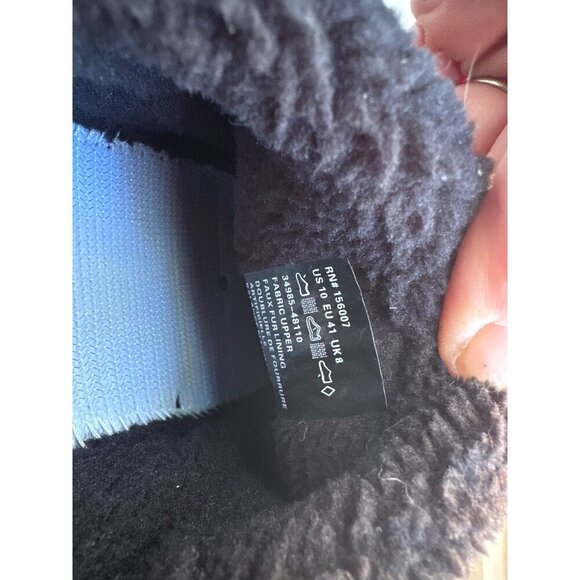 RN# 156007
US 10 EU 41 UK 8
34985-48110
FABRIC UPPER
FAUX FUR LINING
DOUBLURE DE FOURRURE